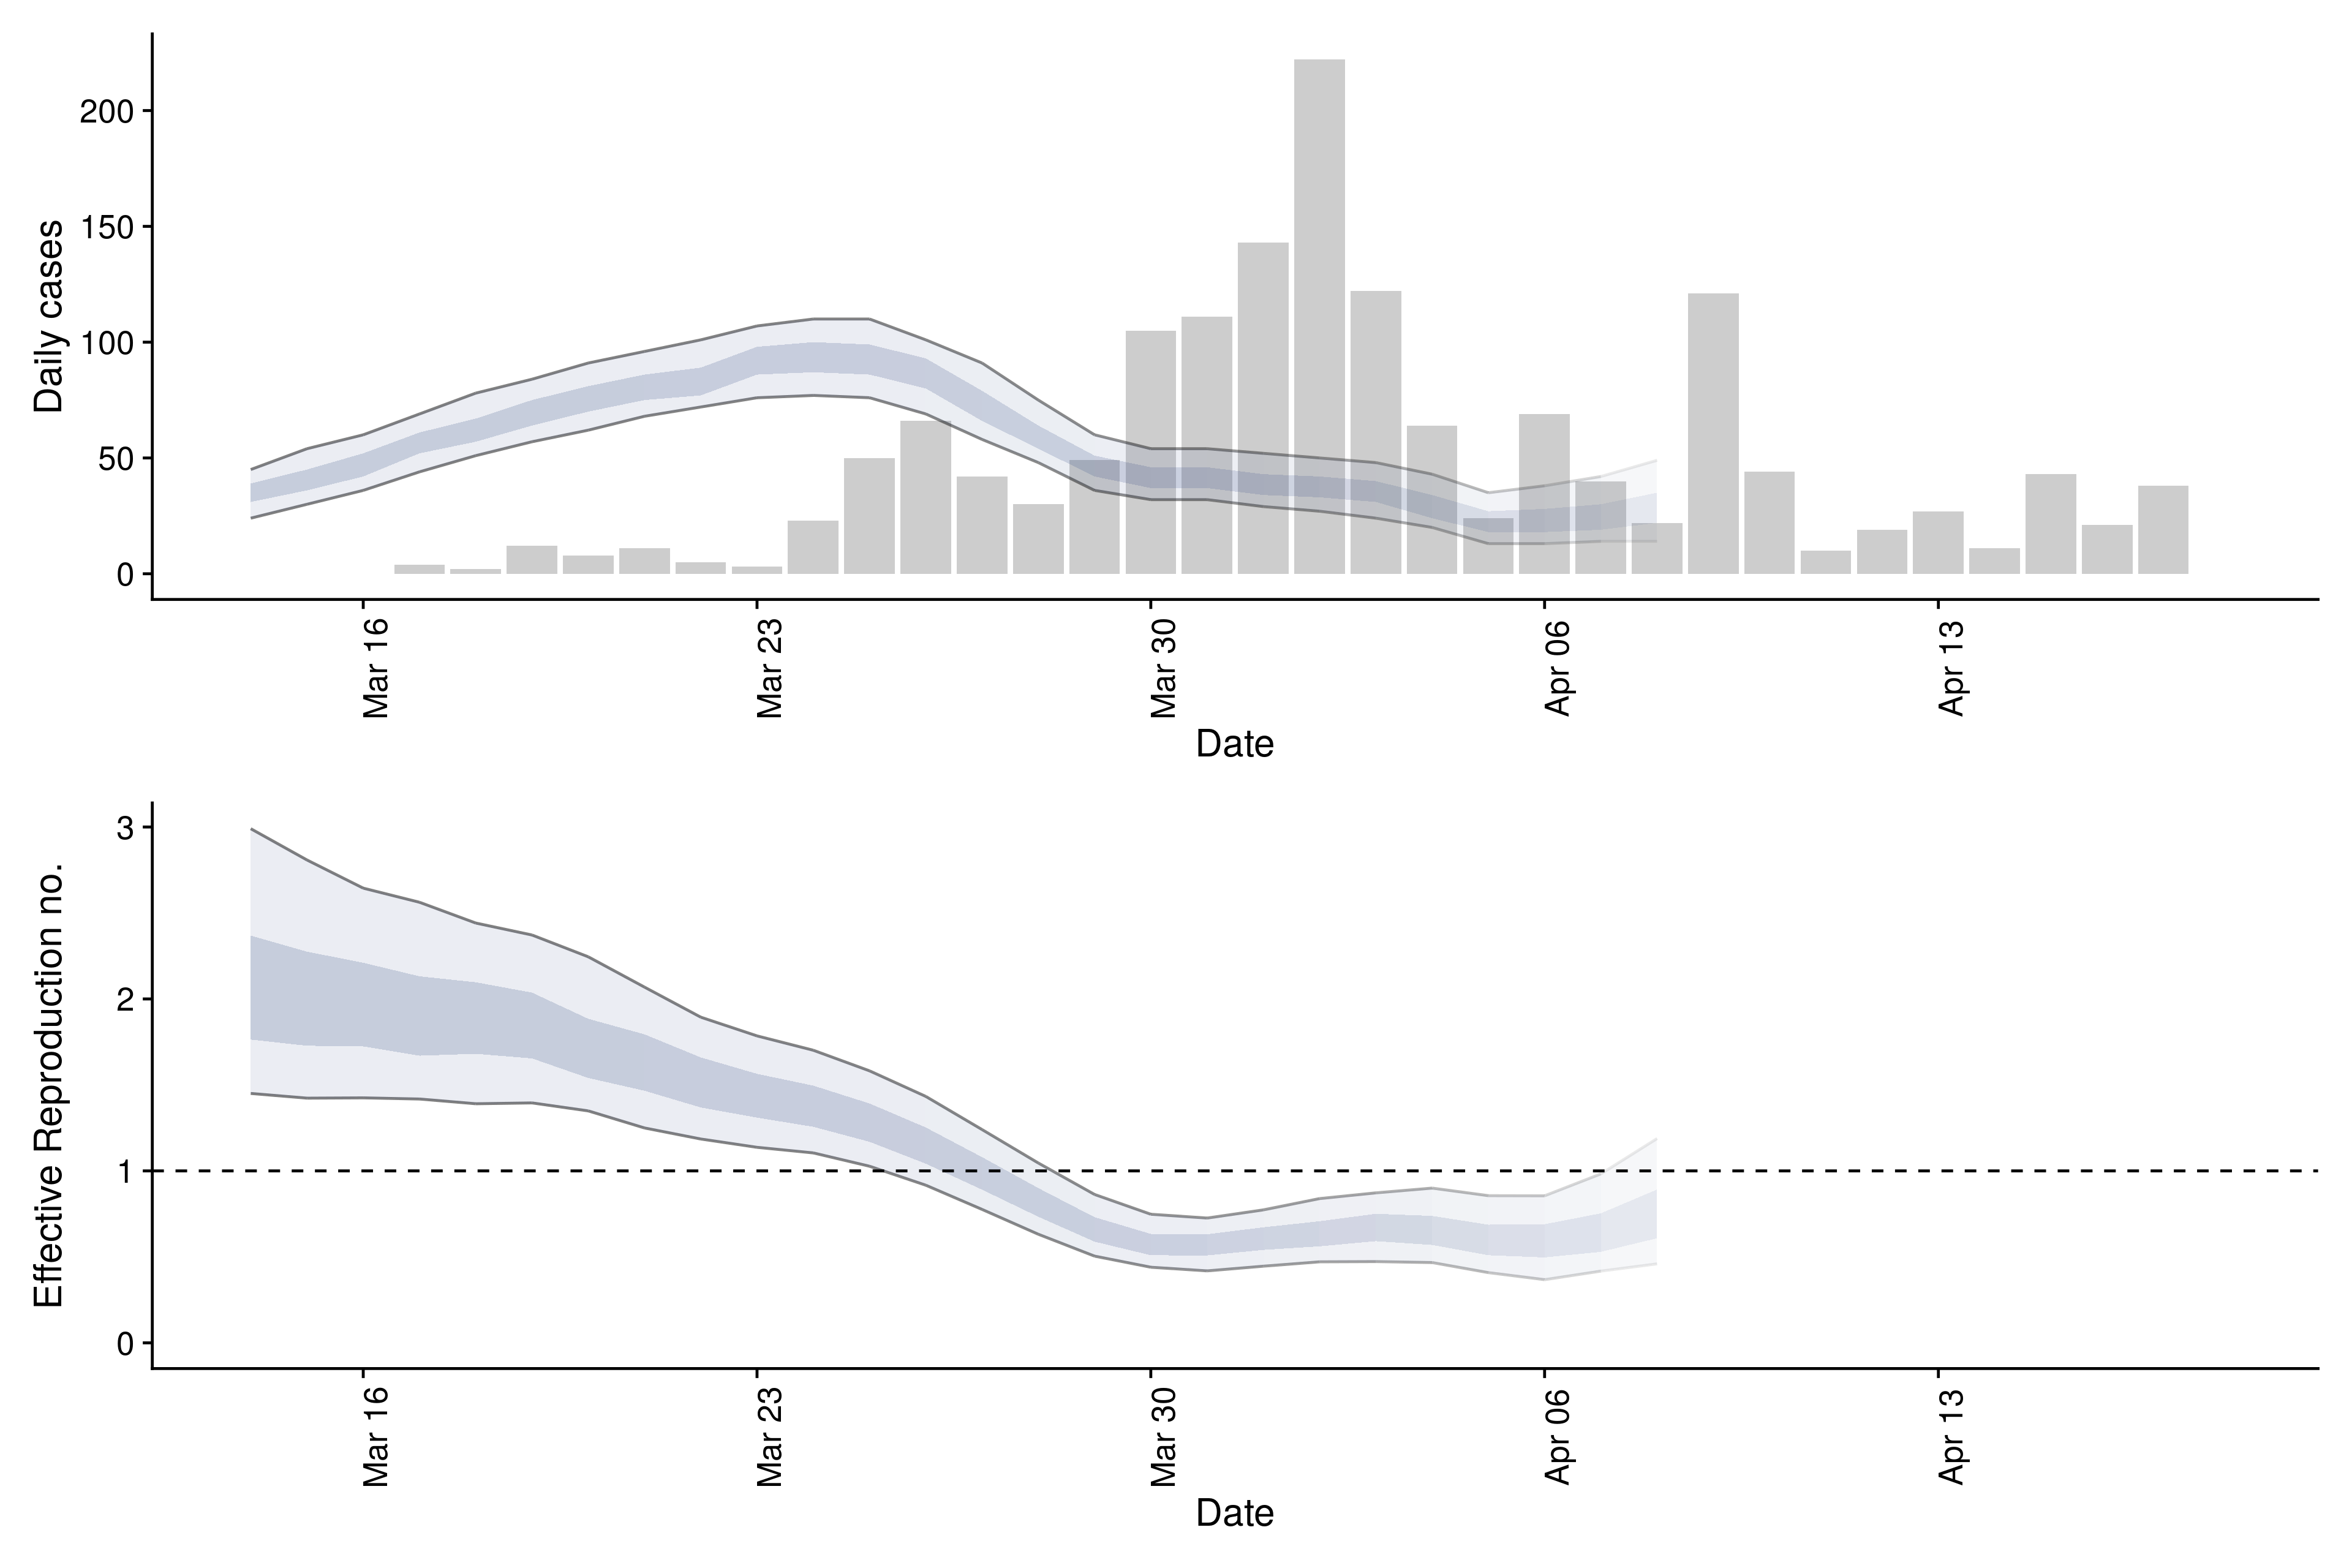 Daily cases
200
150
100
50
0
Mar 16
Mar 23
Mar 30
Apr 06
Apr 13
Date
Effective Reproduction no.
3
2
1
0
Mar 16
Mar 23
Mar 30
Apr 06
Apr 13
Date